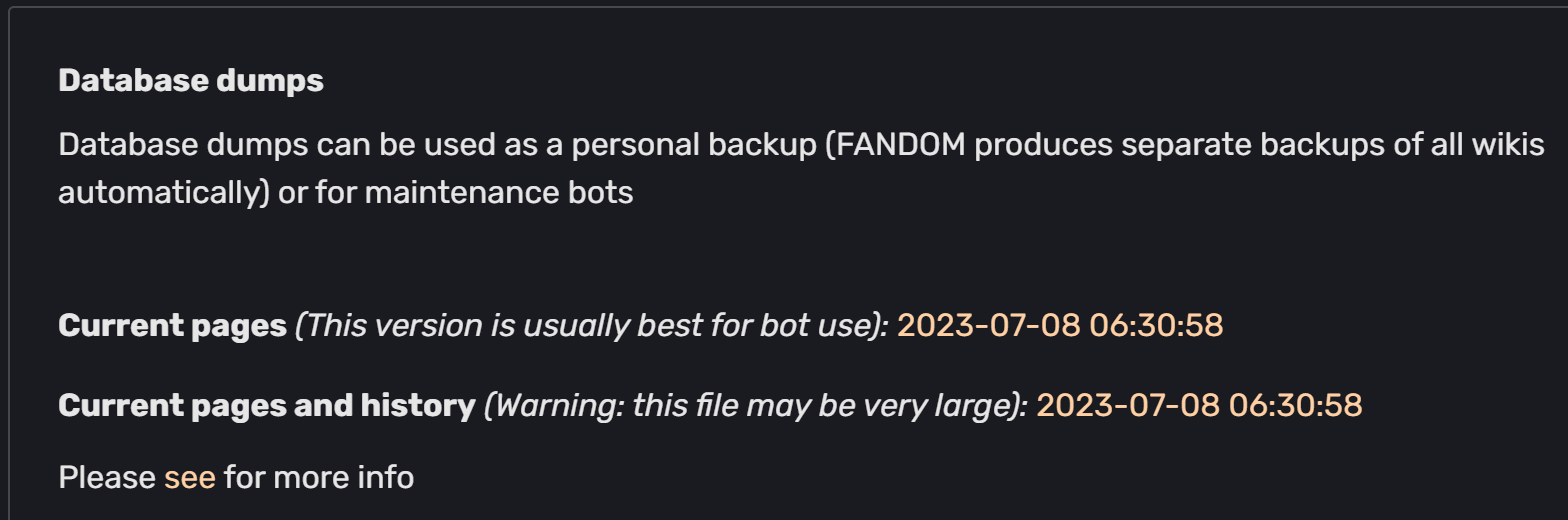 Database dumps
Database dumps can be used as a personal backup (FANDOM produces separate backups of all wikis
automatically) or for maintenance bots
Current pages (This version is usually best for bot use): 2023-07-08 06:30:58
Current pages and history (Warning: this file may be very large): 2023-07-08 06:30:58
Please see for more info